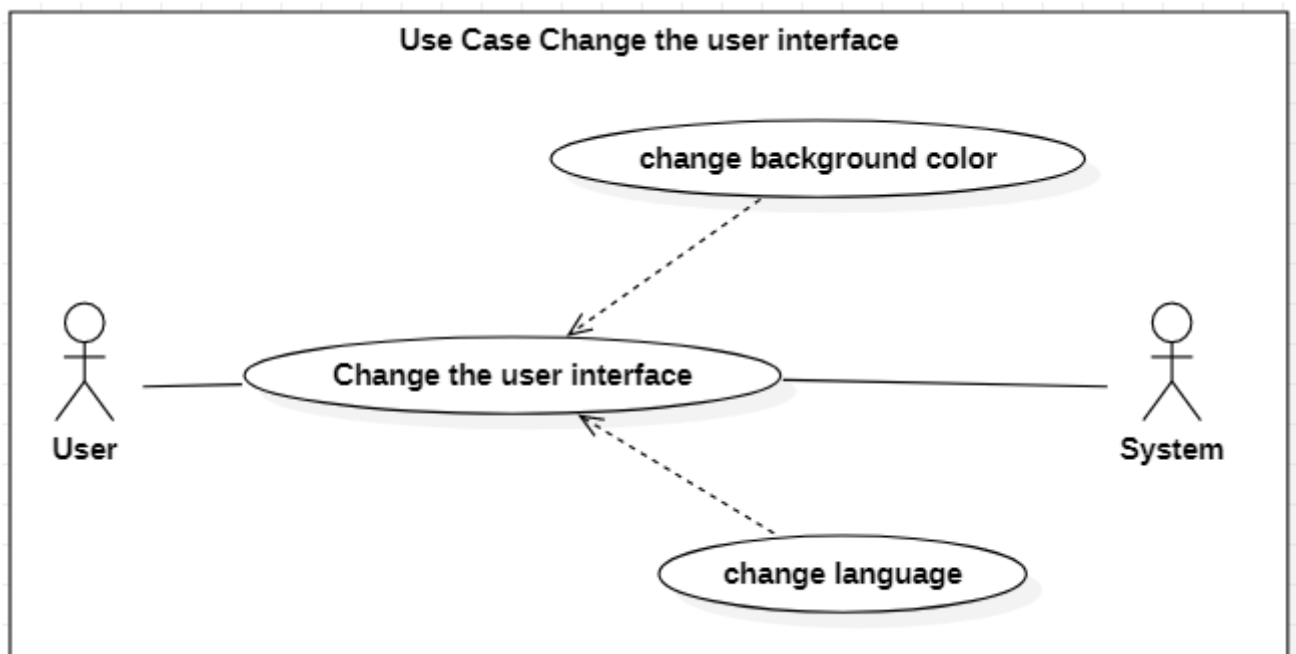 Use Case Change the user interface
change background color
Change the user interface
User
System
change language